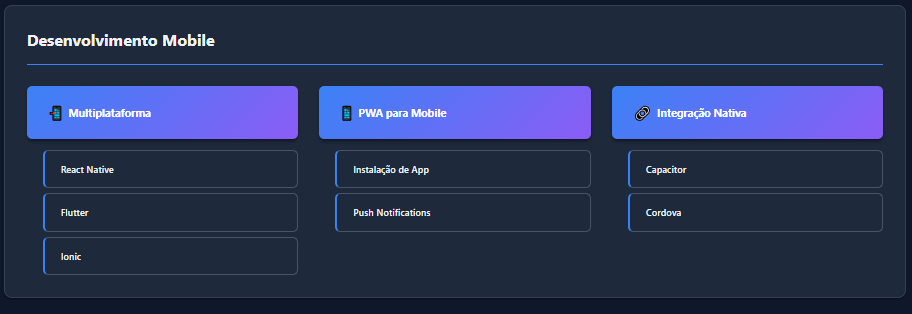 Desenvolvimento Mobile
Multiplataforma
React Native
Flutter
Ionic
PWA para Mobile
Instalação de App
Push Notifications
Integração Nativa
Capacitor
Cordova